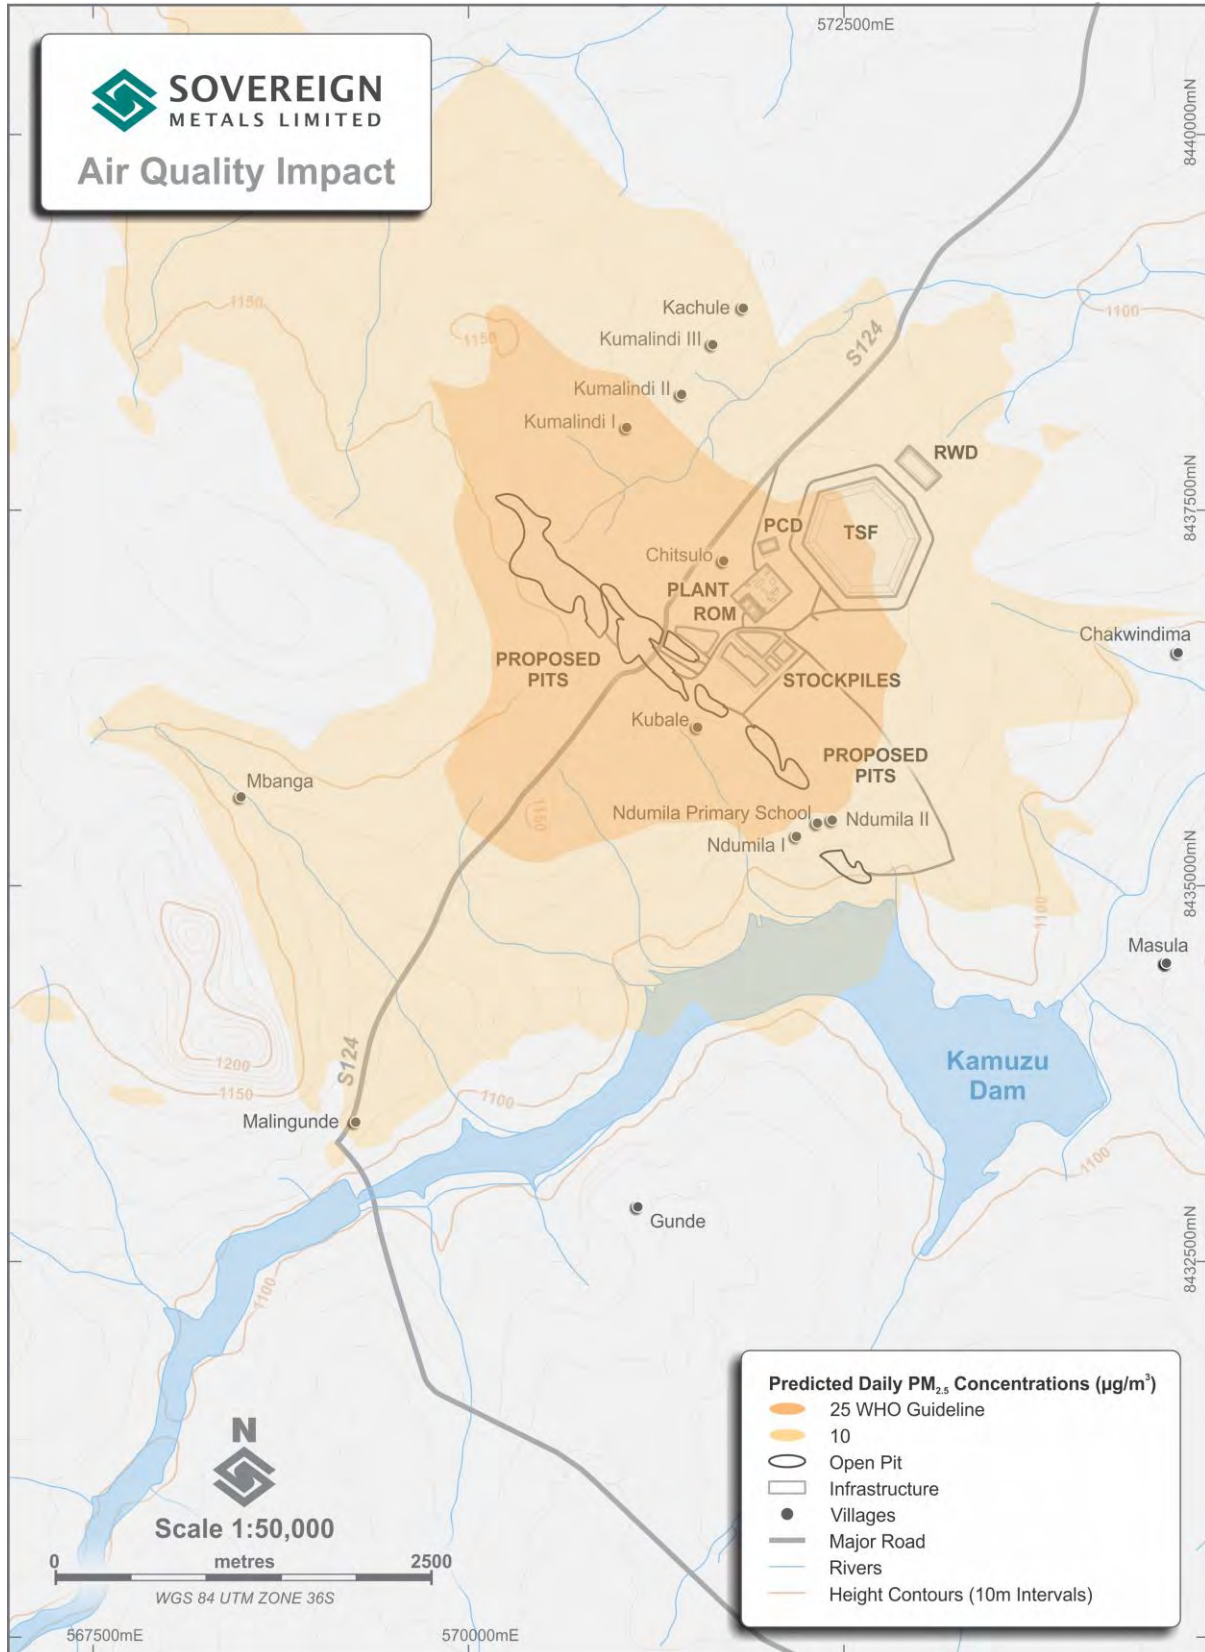 572500mE
SOVEREIGN
METALS LIMITED
Air Quality Impact
8440000mN
1150
1100
Kachule
1150
Kumalindi III
S124
Kumalindi II
Kumalindi I
RWD
8437500mN
PCD
TSF
Chitsulo
PLANT
ROM
Chakwindima
PROPOSED
PITS
STOCKPILES
Kubale
PROPOSED
PITS
Mbanga
1150
Ndumila Primary School
Ndumila II
Ndumila I
8435000mN
1100
Masula
1200
1150
S124
Kamuzu
Dam
1100
Malingunde
1100
Gunde
8432500mN
1100
Predicted Daily PM2.5 Concentrations (µg/m³)
25 WHO Guideline
10
Open Pit
Infrastructure
Villages
Major Road
Rivers
Height Contours (10m Intervals)
N
Scale 1:50,000
0 metres 2500
WGS 84 UTM ZONE 36S
567500mE
570000mE